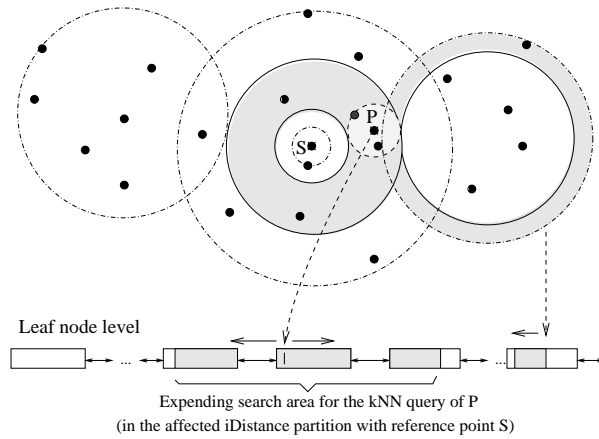 P
S
Leaf node level
... ... ...
Expending search area for the kNN query of P
(in the affected iDistance partition with reference point S)